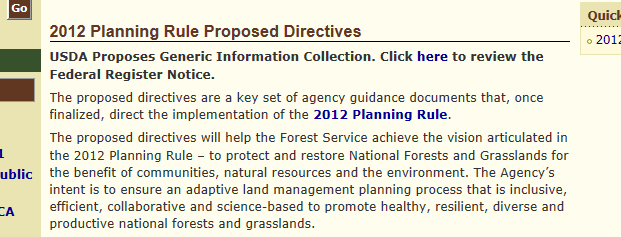 Go
2012 Planning Rule Proposed Directives
USDA Proposes Generic Information Collection. Click here to review the
Federal Register Notice.
The proposed directives are a key set of agency guidance documents that, once
finalized, direct the implementation of the 2012 Planning Rule.
The proposed directives will help the Forest Service achieve the vision articulated in
the 2012 Planning Rule – to protect and restore National Forests and Grasslands for
the benefit of communities, natural resources and the environment. The Agency’s
intent is to ensure an adaptive land management planning process that is inclusive,
efficient, collaborative and science-based to promote healthy, resilient, diverse and
productive national forests and grasslands.
Quick
2012